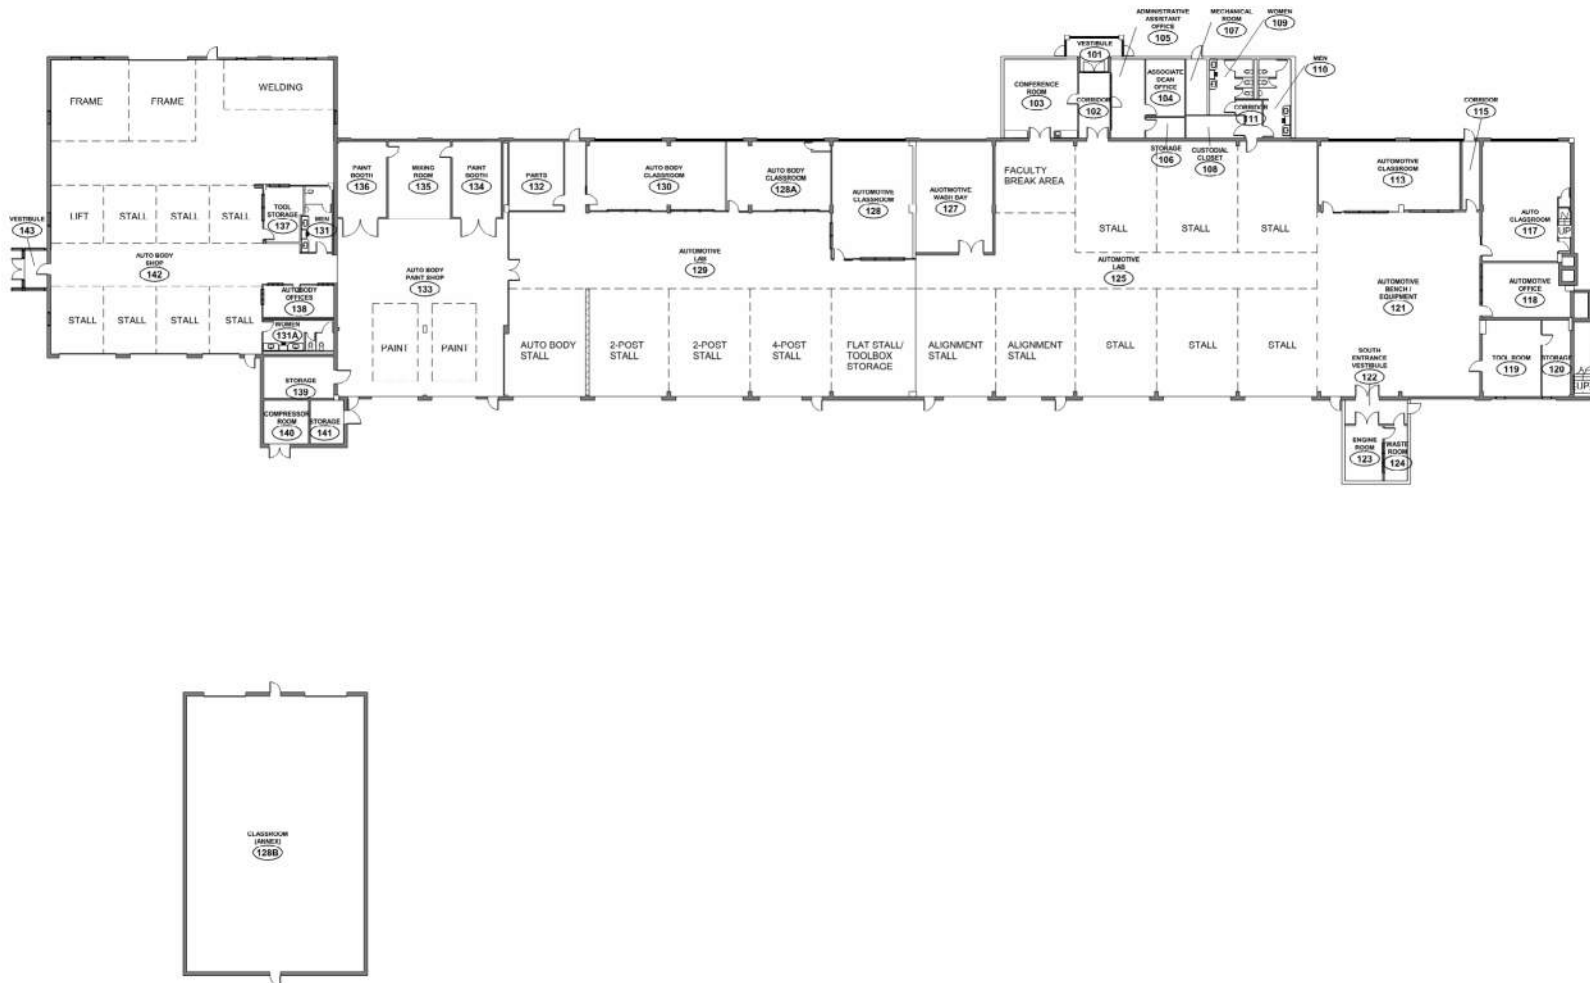 ADMINISTRATIVE
ASSISTANT
OFFICE
105
MECHANICAL
ROOM
107
WOMEN
109
VESTIBULE
101
MEN
110
CONFERENCE
ROOM
103
CORRIDOR
102
ASSOCIATE
DEAN
OFFICE
104
CORRIDOR
111
CORRIDOR
115
STORAGE
106
CUSTODIAL
CLOSET
108
FRAME
FRAME
WELDING
PAINT
BOOTH
136
MIXING
ROOM
135
PAINT
BOOTH
134
PARTS
132
AUTO BODY
CLASSROOM
130
AUTO BODY
CLASSROOM
128A
AUTOMOTIVE
CLASSROOM
128
AUOTMOTIVE
WASH BAY
127
FACULTY
BREAK AREA
AUTOMOTIVE
CLASSROOM
113
AUTO
CLASSROOM
117
UP
VESTIBULE
143
LIFT
STALL
STALL
STALL
TOOL
STORAGE
137
MEN
131
STALL
STALL
STALL
AUTO BODY
SHOP
142
AUTO BODY
PAINT SHOP
133
AUTOMOTIVE
LAB
129
AUTOMOTIVE
LAB
125
AUTOMOTIVE
BENCH /
EQUIPMENT
121
AUTOMOTIVE
OFFICE
118
AUTOBODY
OFFICES
138
STALL
STALL
STALL
STALL
WOMEN
131A
PAINT
PAINT
AUTO BODY
STALL
2-POST
STALL
2-POST
STALL
4-POST
STALL
FLAT STALL/
TOOLBOX
STORAGE
ALIGNMENT
STALL
ALIGNMENT
STALL
STALL
STALL
STALL
SOUTH
ENTRANCE
VESTIBULE
122
TOOL ROOM
119
STORAGE
120
UP
STORAGE
139
COMPRESSOR
ROOM
140
STORAGE
141
ENGINE
ROOM
123
WASTE
ROOM
124
CLASSROOM
(ANNEX)
128B